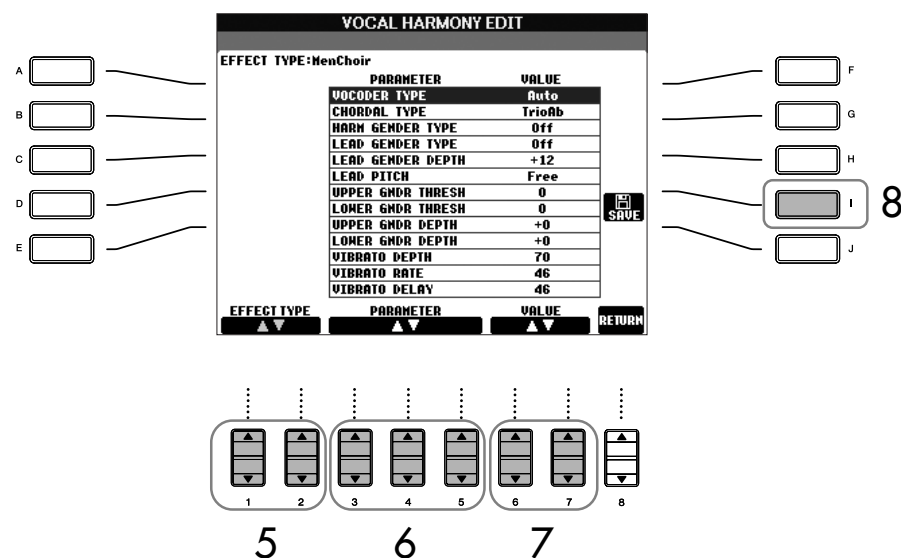 VOCAL HARMONY EDIT
EFFECT TYPE:MenChoir
PARAMETER VALUE
VOCODER TYPE Auto
CHORDAL TYPE TrioAb
HARM GENDER TYPE Off
LEAD GENDER TYPE Off
LEAD GENDER DEPTH +12
LEAD PITCH Free
UPPER GNDR THRESH 0
LOWER GNDR THRESH 0
UPPER GNDR DEPTH +0
LOWER GNDR DEPTH +0
VIBRATO DEPTH 70
VIBRATO RATE 46
VIBRATO DELAY 46
SAVE
EFFECT TYPE PARAMETER VALUE RETURN
A
B
C
D
E
F
G
H
I 8
J
1 2 3 4 5 6 7 8
5 6 7